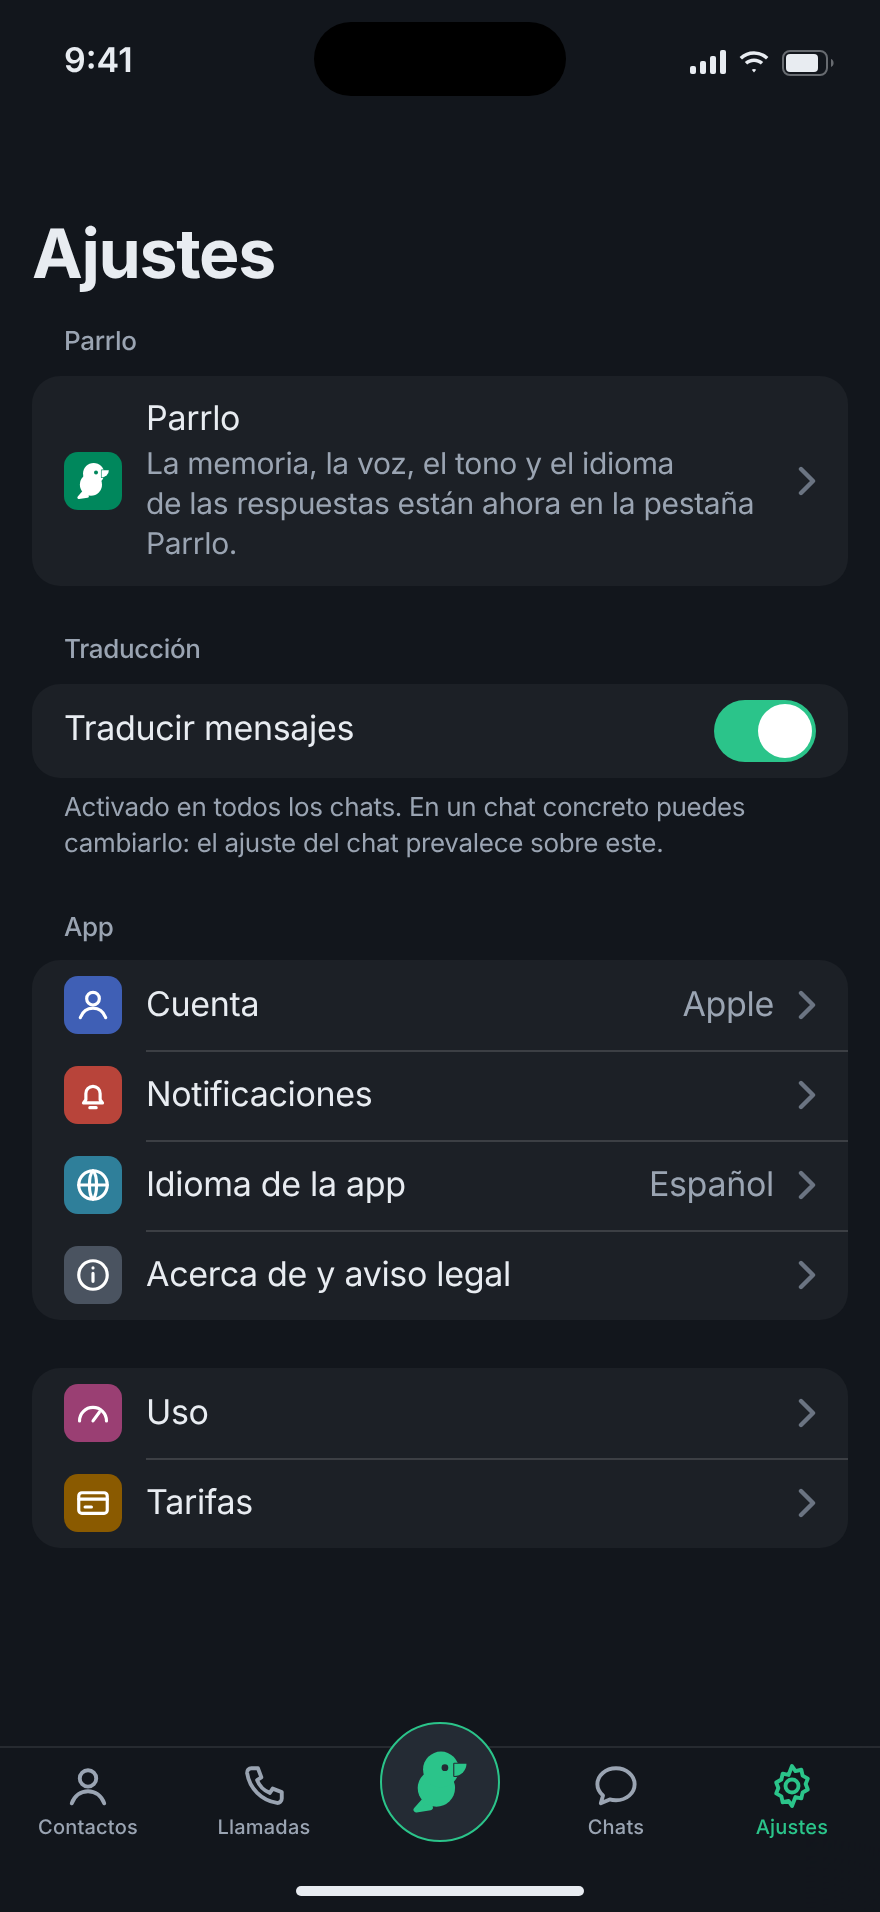 9:41
Ajustes
Parrlo
Parrlo
La memoria, la voz, el tono y el idioma
de las respuestas están ahora en la pestaña
Parrlo.
Traducción
Traducir mensajes
Activado en todos los chats. En un chat concreto puedes
cambiarlo: el ajuste del chat prevalece sobre este.
App
Cuenta Apple
Notificaciones
Idioma de la app Español
Acerca de y aviso legal
Uso
Tarifas
Contactos Llamadas Chats Ajustes